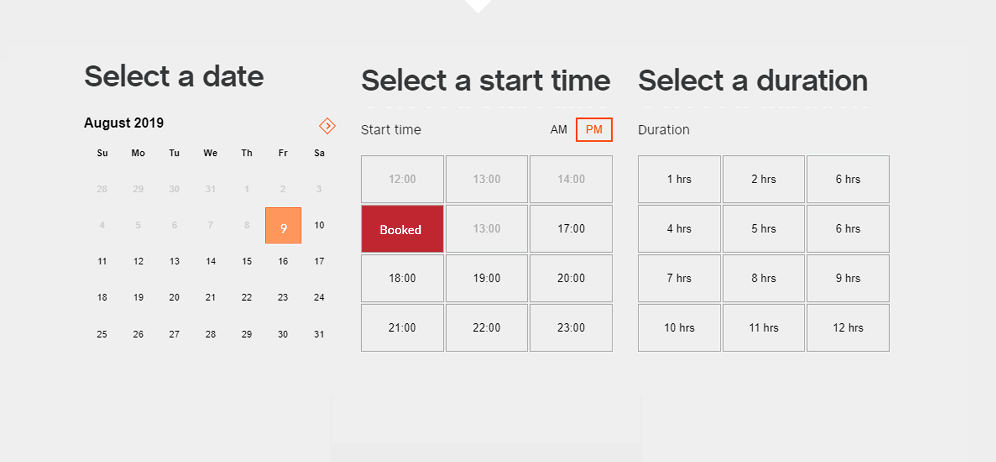 Select a date
August 2019
Su Mo Tu We Th Fr Sa
28 29 30 31 1 2 3
4 5 6 7 8 9 10
11 12 13 14 15 16 17
18 19 20 21 22 23 24
25 26 27 28 29 30 31
Select a start time
Start time AM PM
12:00 13:00 14:00
Booked 13:00 17:00
18:00 19:00 20:00
21:00 22:00 23:00
Select a duration
Duration
1 hrs 2 hrs 6 hrs
4 hrs 5 hrs 6 hrs
7 hrs 8 hrs 9 hrs
10 hrs 11 hrs 12 hrs